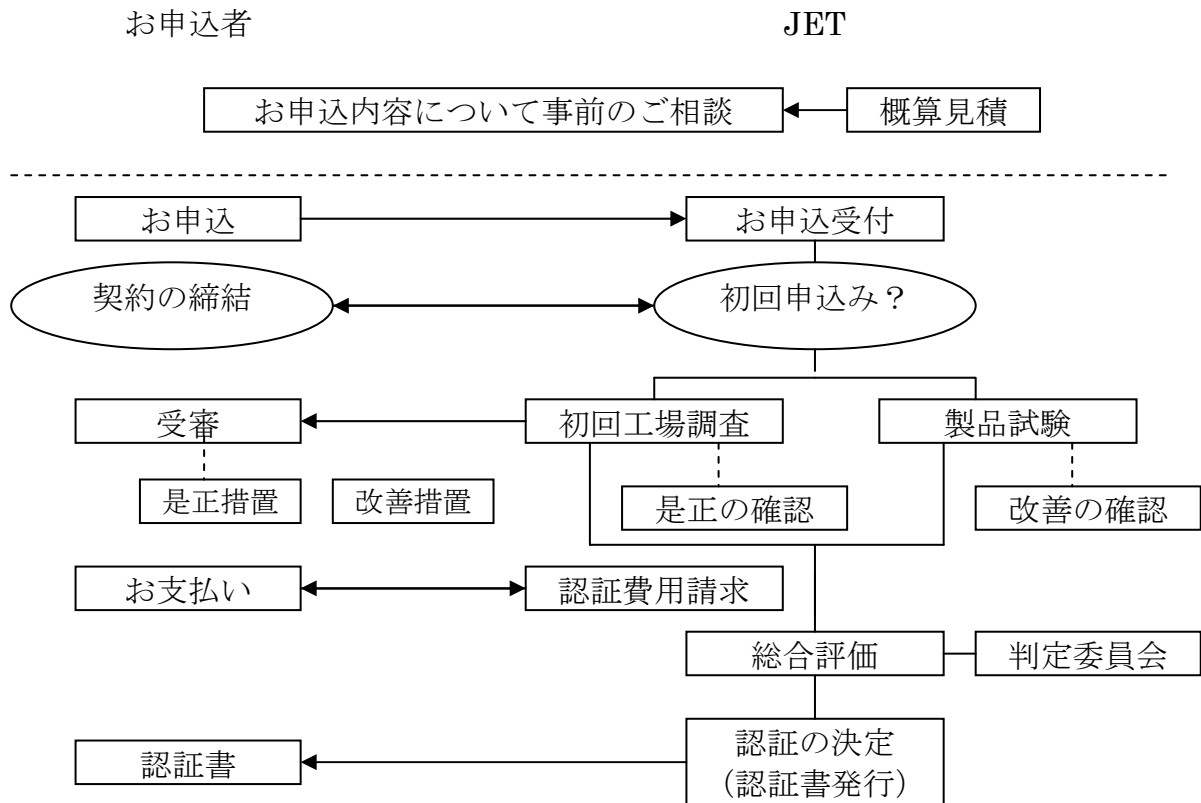 お申込者
JET
お申込内容について事前のご相談
概算見積
お申込
お申込受付
契約の締結
初回申込み？
受審
初回工場調査
製品試験
是正措置
改善措置
是正の確認
改善の確認
お支払い
認証費用請求
総合評価
判定委員会
認証書
認証の決定
（認証書発行）